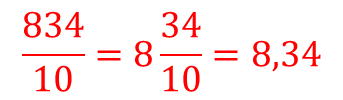 834/10 = 8 34/10 = 8,34